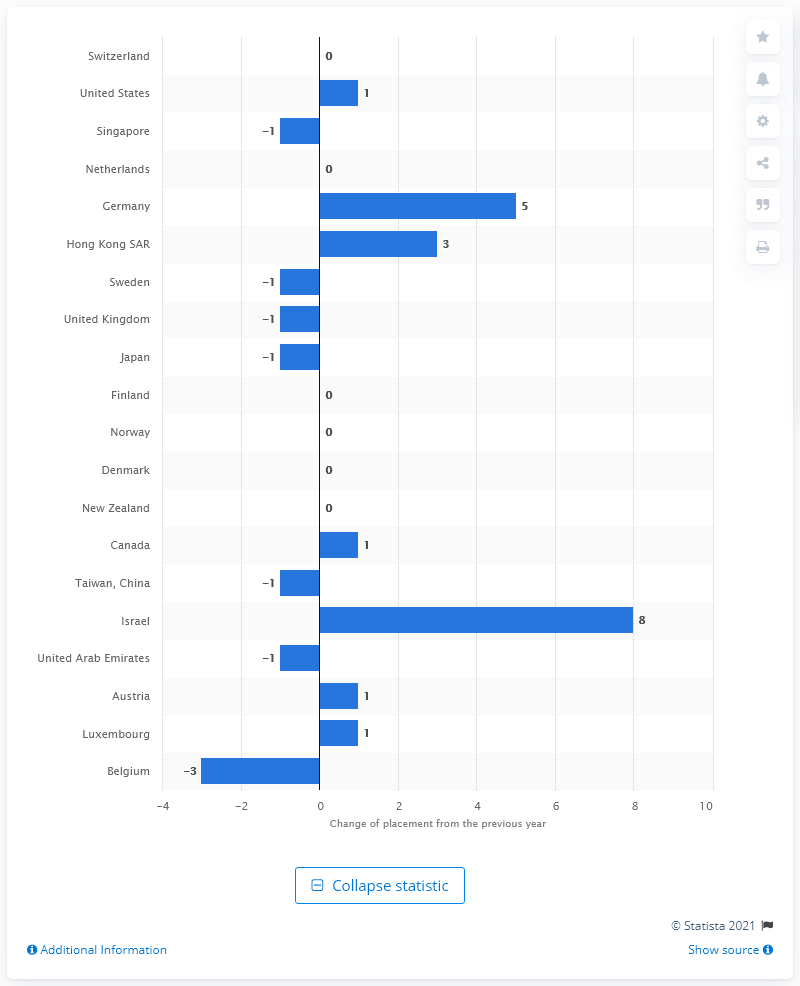 Switzerland 0
United States 1
Singapore −1
Netherlands 0
Germany 5
Hong Kong SAR 3
Sweden −1
United Kingdom −1
Japan −1
Finland 0
Norway 0
Denmark 0
New Zealand 0
Canada 1
Taiwan, China −1
Israel 8
United Arab Emirates −1
Austria 1
Luxembourg 1
Belgium −3
−4 −2 0 2 4 6 8 10
Change of placement from the previous year
Collapse statistic
© Statista 2021
Additional Information Show source